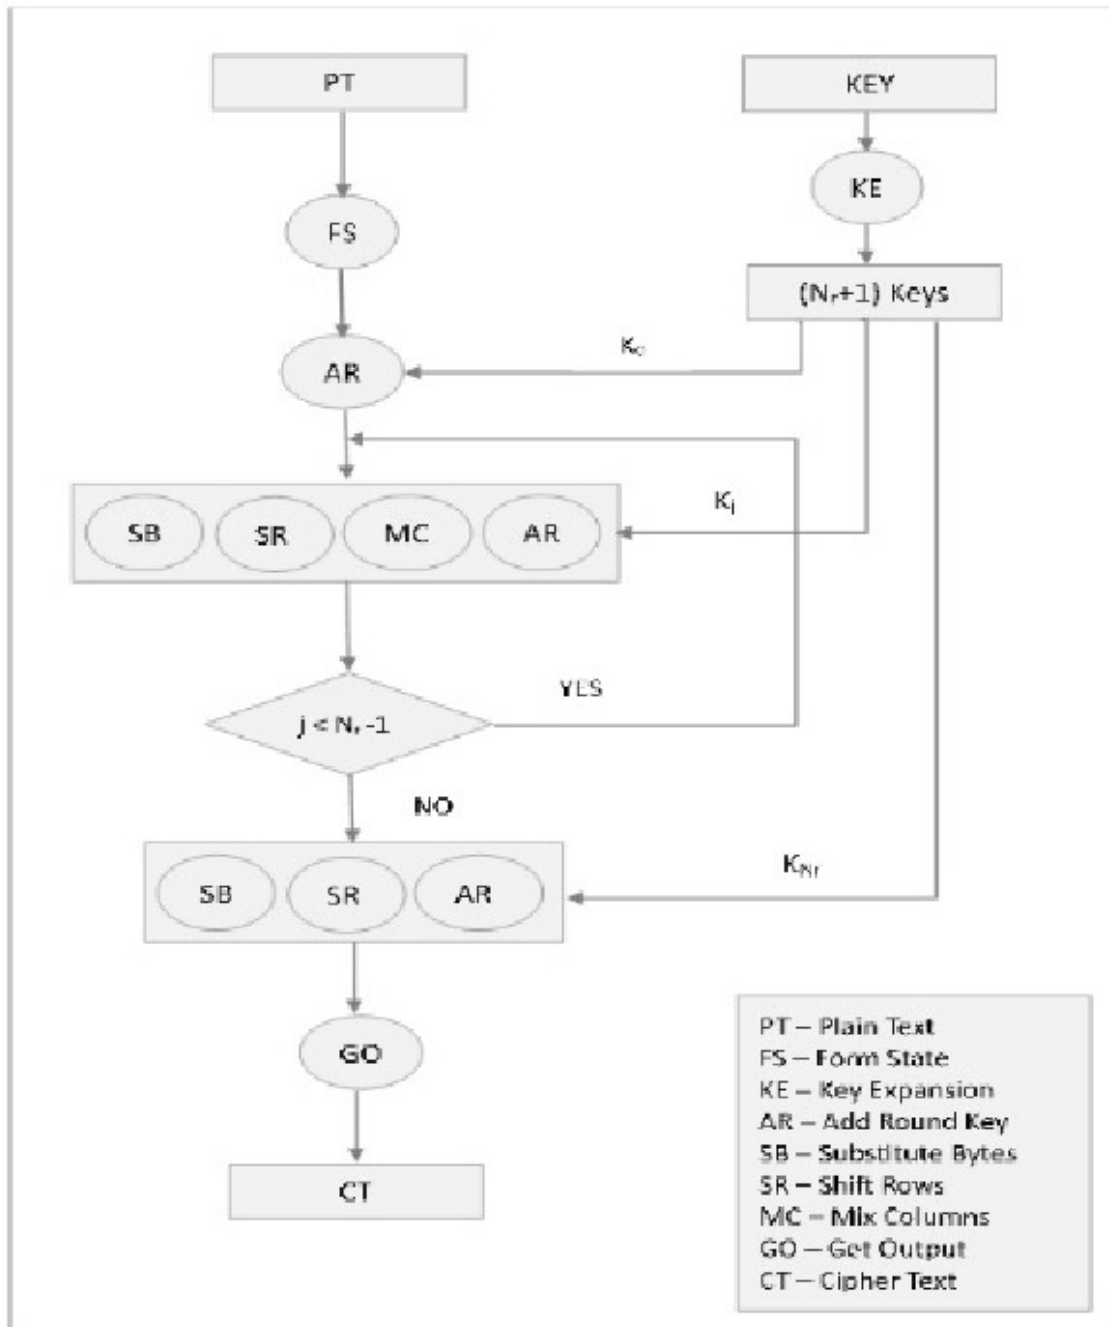 PT
KEY
KE
FS
(Nᵣ+1) Keys
K₀
AR
Kⱼ
SB SR MC AR
YES
j < Nᵣ -1
NO
K_Nr
SB SR AR
GO
CT
PT – Plain Text
FS – Form State
KE – Key Expansion
AR – Add Round Key
SB – Substitute Bytes
SR – Shift Rows
MC – Mix Columns
GO – Get Output
CT – Cipher Text